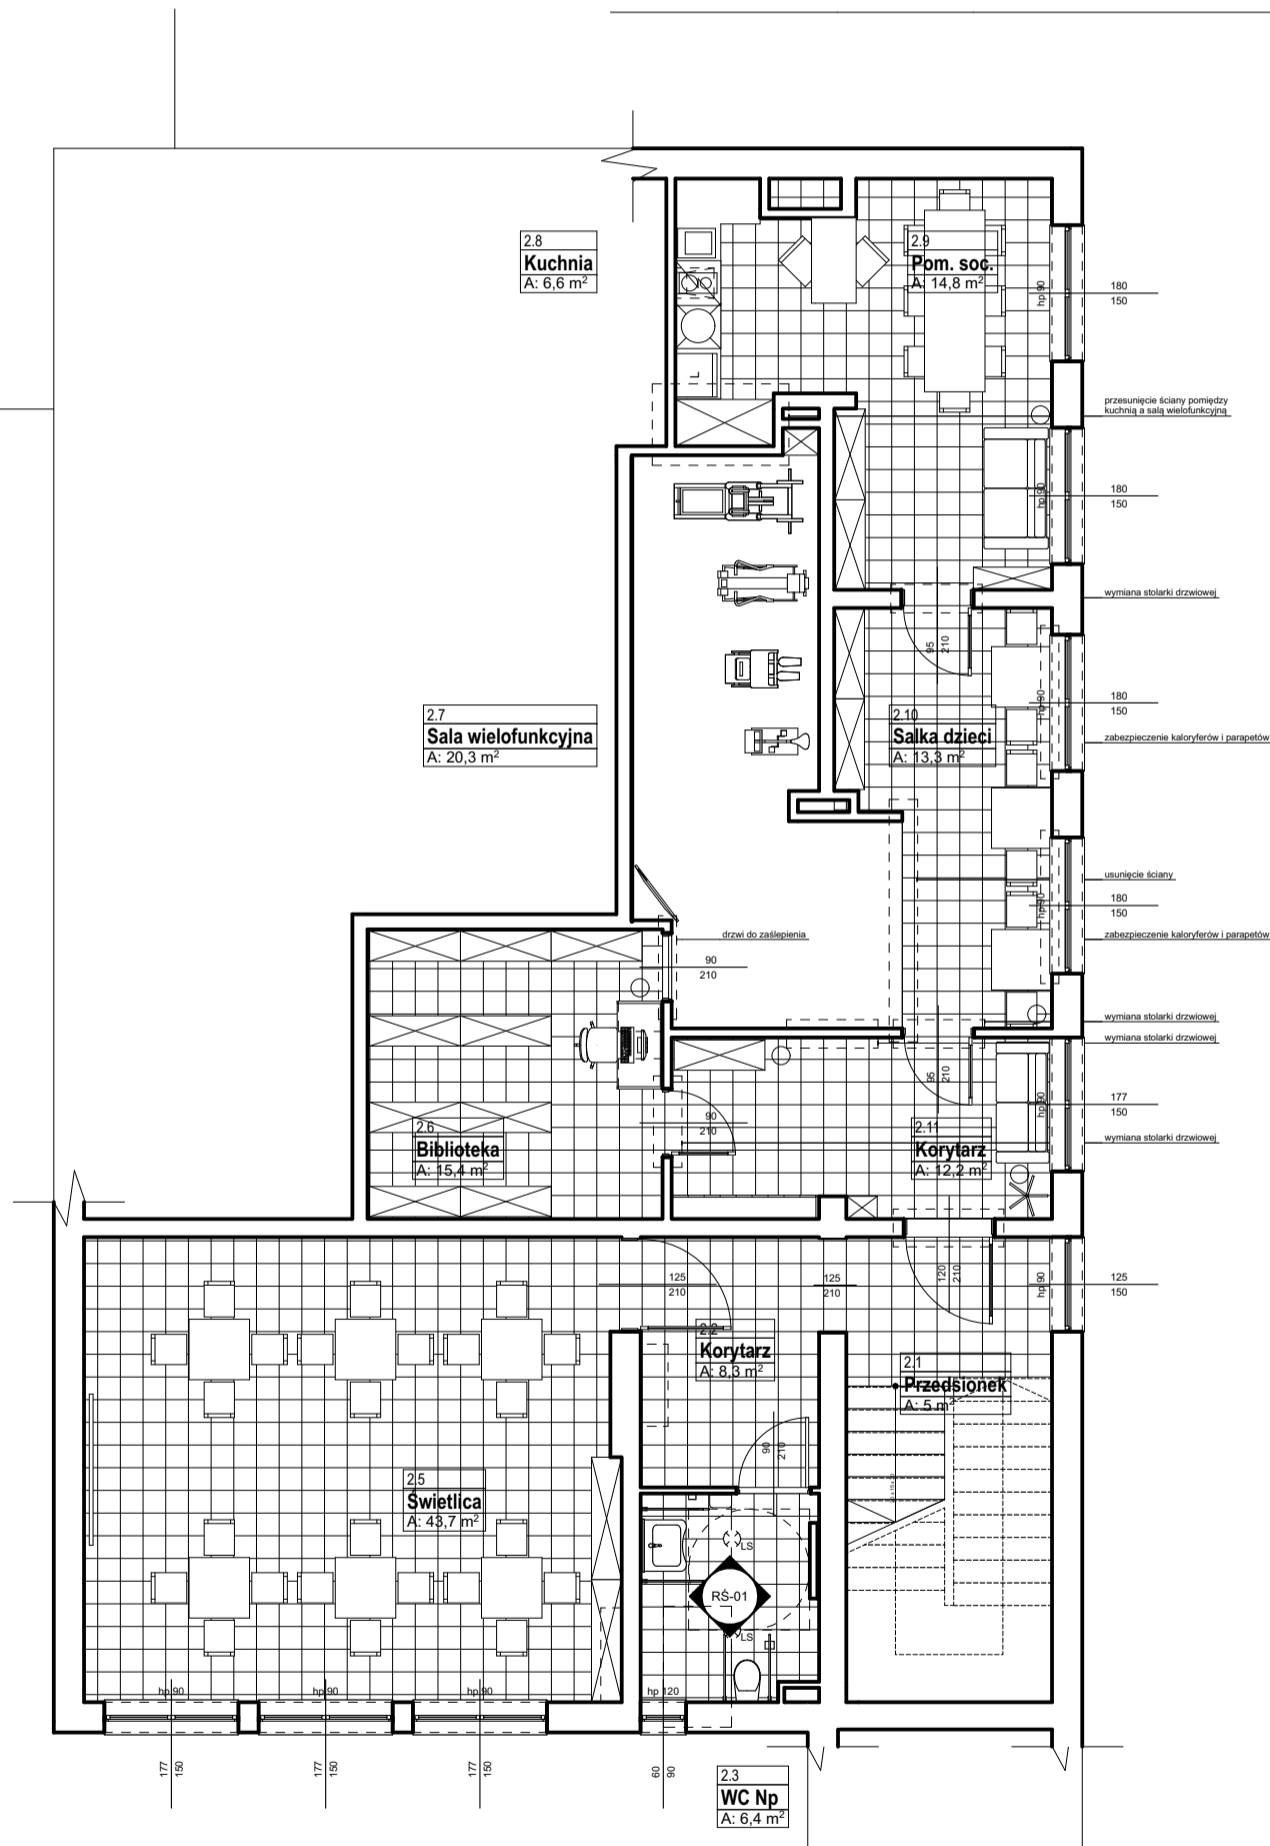 2.8
Kuchnia
A: 6,6 m²
2.9
Pom. soc.
A: 14,8 m²
hp 90
180
150
L
przesunięcie ściany pomiędzy
kuchnią a salą wielofunkcyjną
hp 90
180
150
wymiana stolarki drzwiowej
95
210
hp 90
180
150
2.7
Sala wielofunkcyjna
A: 20,3 m²
2.10
Salka dzieci
A: 13,3 m²
zabezpieczenie kaloryferów i parapetów
usunięcie ściany
hp 90
180
150
drzwi do zaślepienia
zabezpieczenie kaloryferów i parapetów
90
210
wymiana stolarki drzwiowej
wymiana stolarki drzwiowej
95
210
hp 90
177
150
90
210
2.6
Biblioteka
A: 15,4 m²
2.11
Korytarz
A: 12,2 m²
wymiana stolarki drzwiowej
125
210
125
210
120
210
hp 90
125
150
2.2
Korytarz
A: 8,3 m²
2.1
Przedsionek
A: 5 m²
90
210
2.5
Świetlica
A: 43,7 m²
LS
RŚ-01
LS
hp 90
hp 90
hp 90
hp 120
177
150
177
150
177
150
60
90
2.3
WC Np
A: 6,4 m²